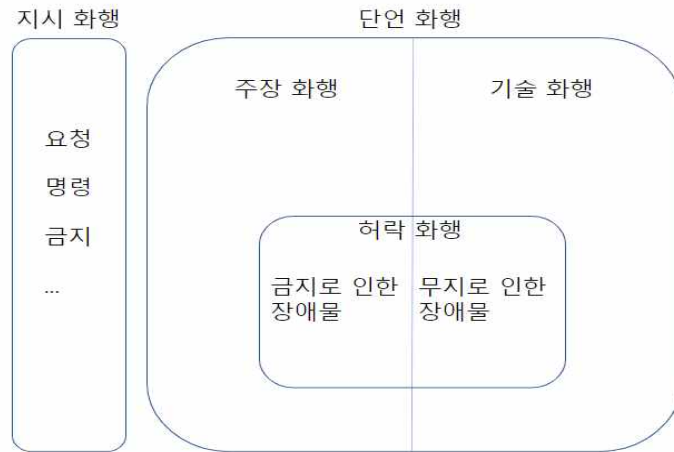 지시 화행
단언 화행
주장 화행
기술 화행
요청
명령
금지
...
허락 화행
금지로 인한
장애물
무지로 인한
장애물